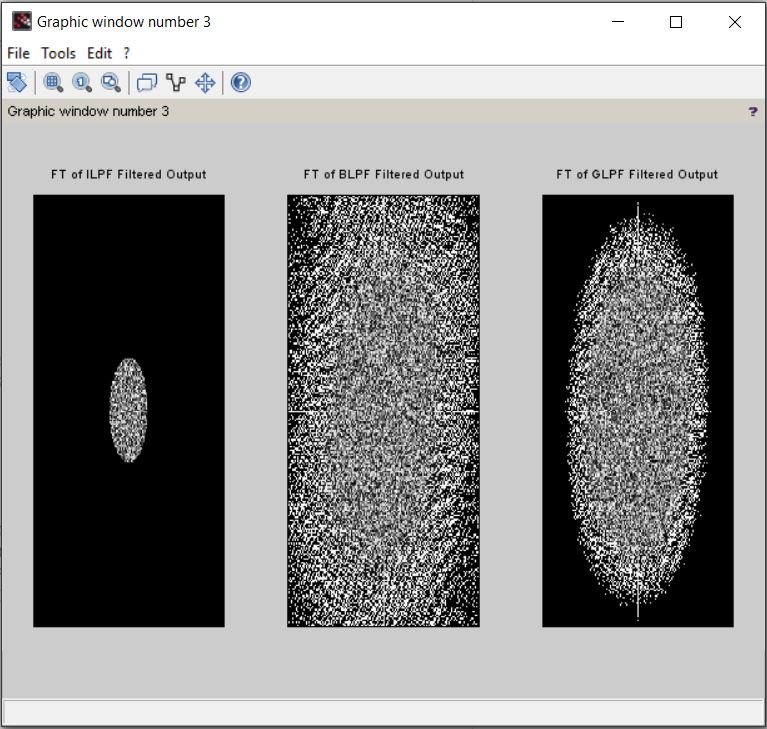 Graphic window number 3
File Tools Edit ?
Graphic window number 3 ?
FT of ILPF Filtered Output
FT of BLPF Filtered Output
FT of GLPF Filtered Output